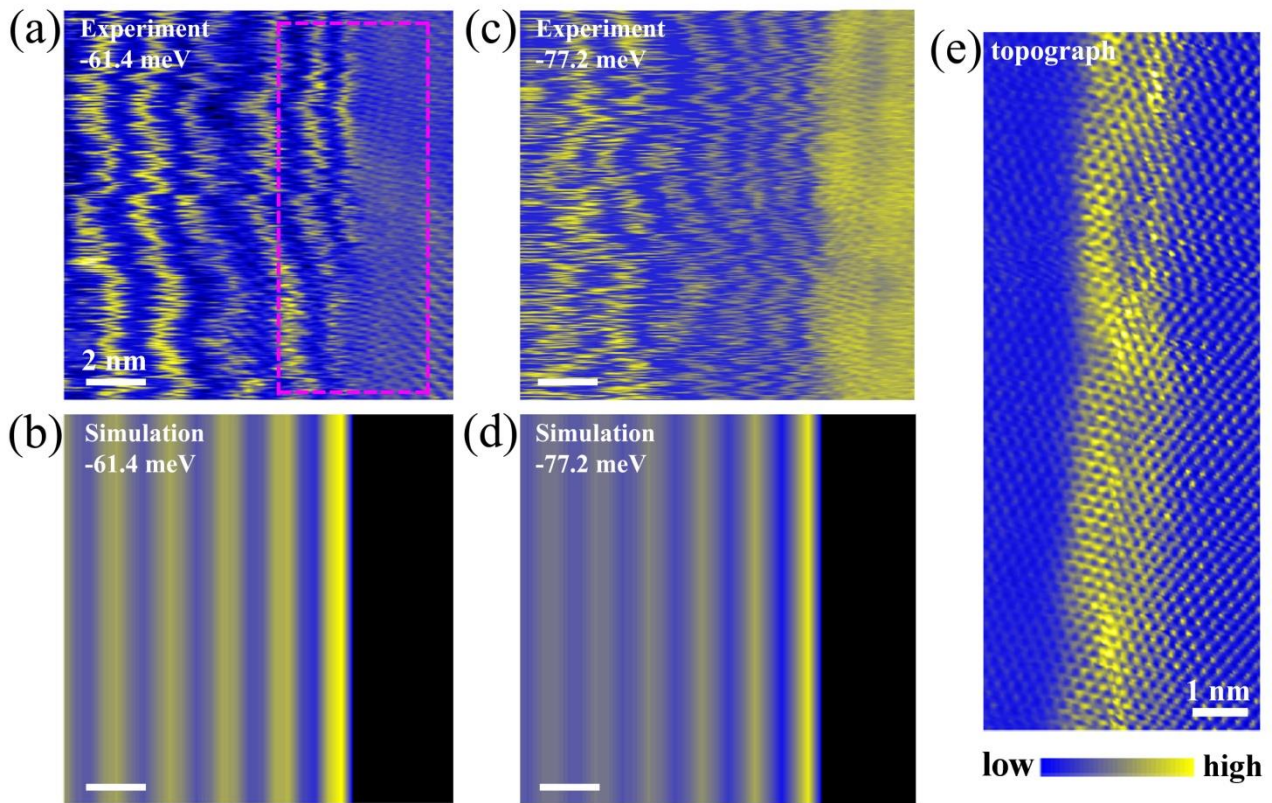 (a)
Experiment
-61.4 meV
2 nm
(b)
Simulation
-61.4 meV
(c)
Experiment
-77.2 meV
(d)
Simulation
-77.2 meV
(e)
topograph
1 nm
low
high